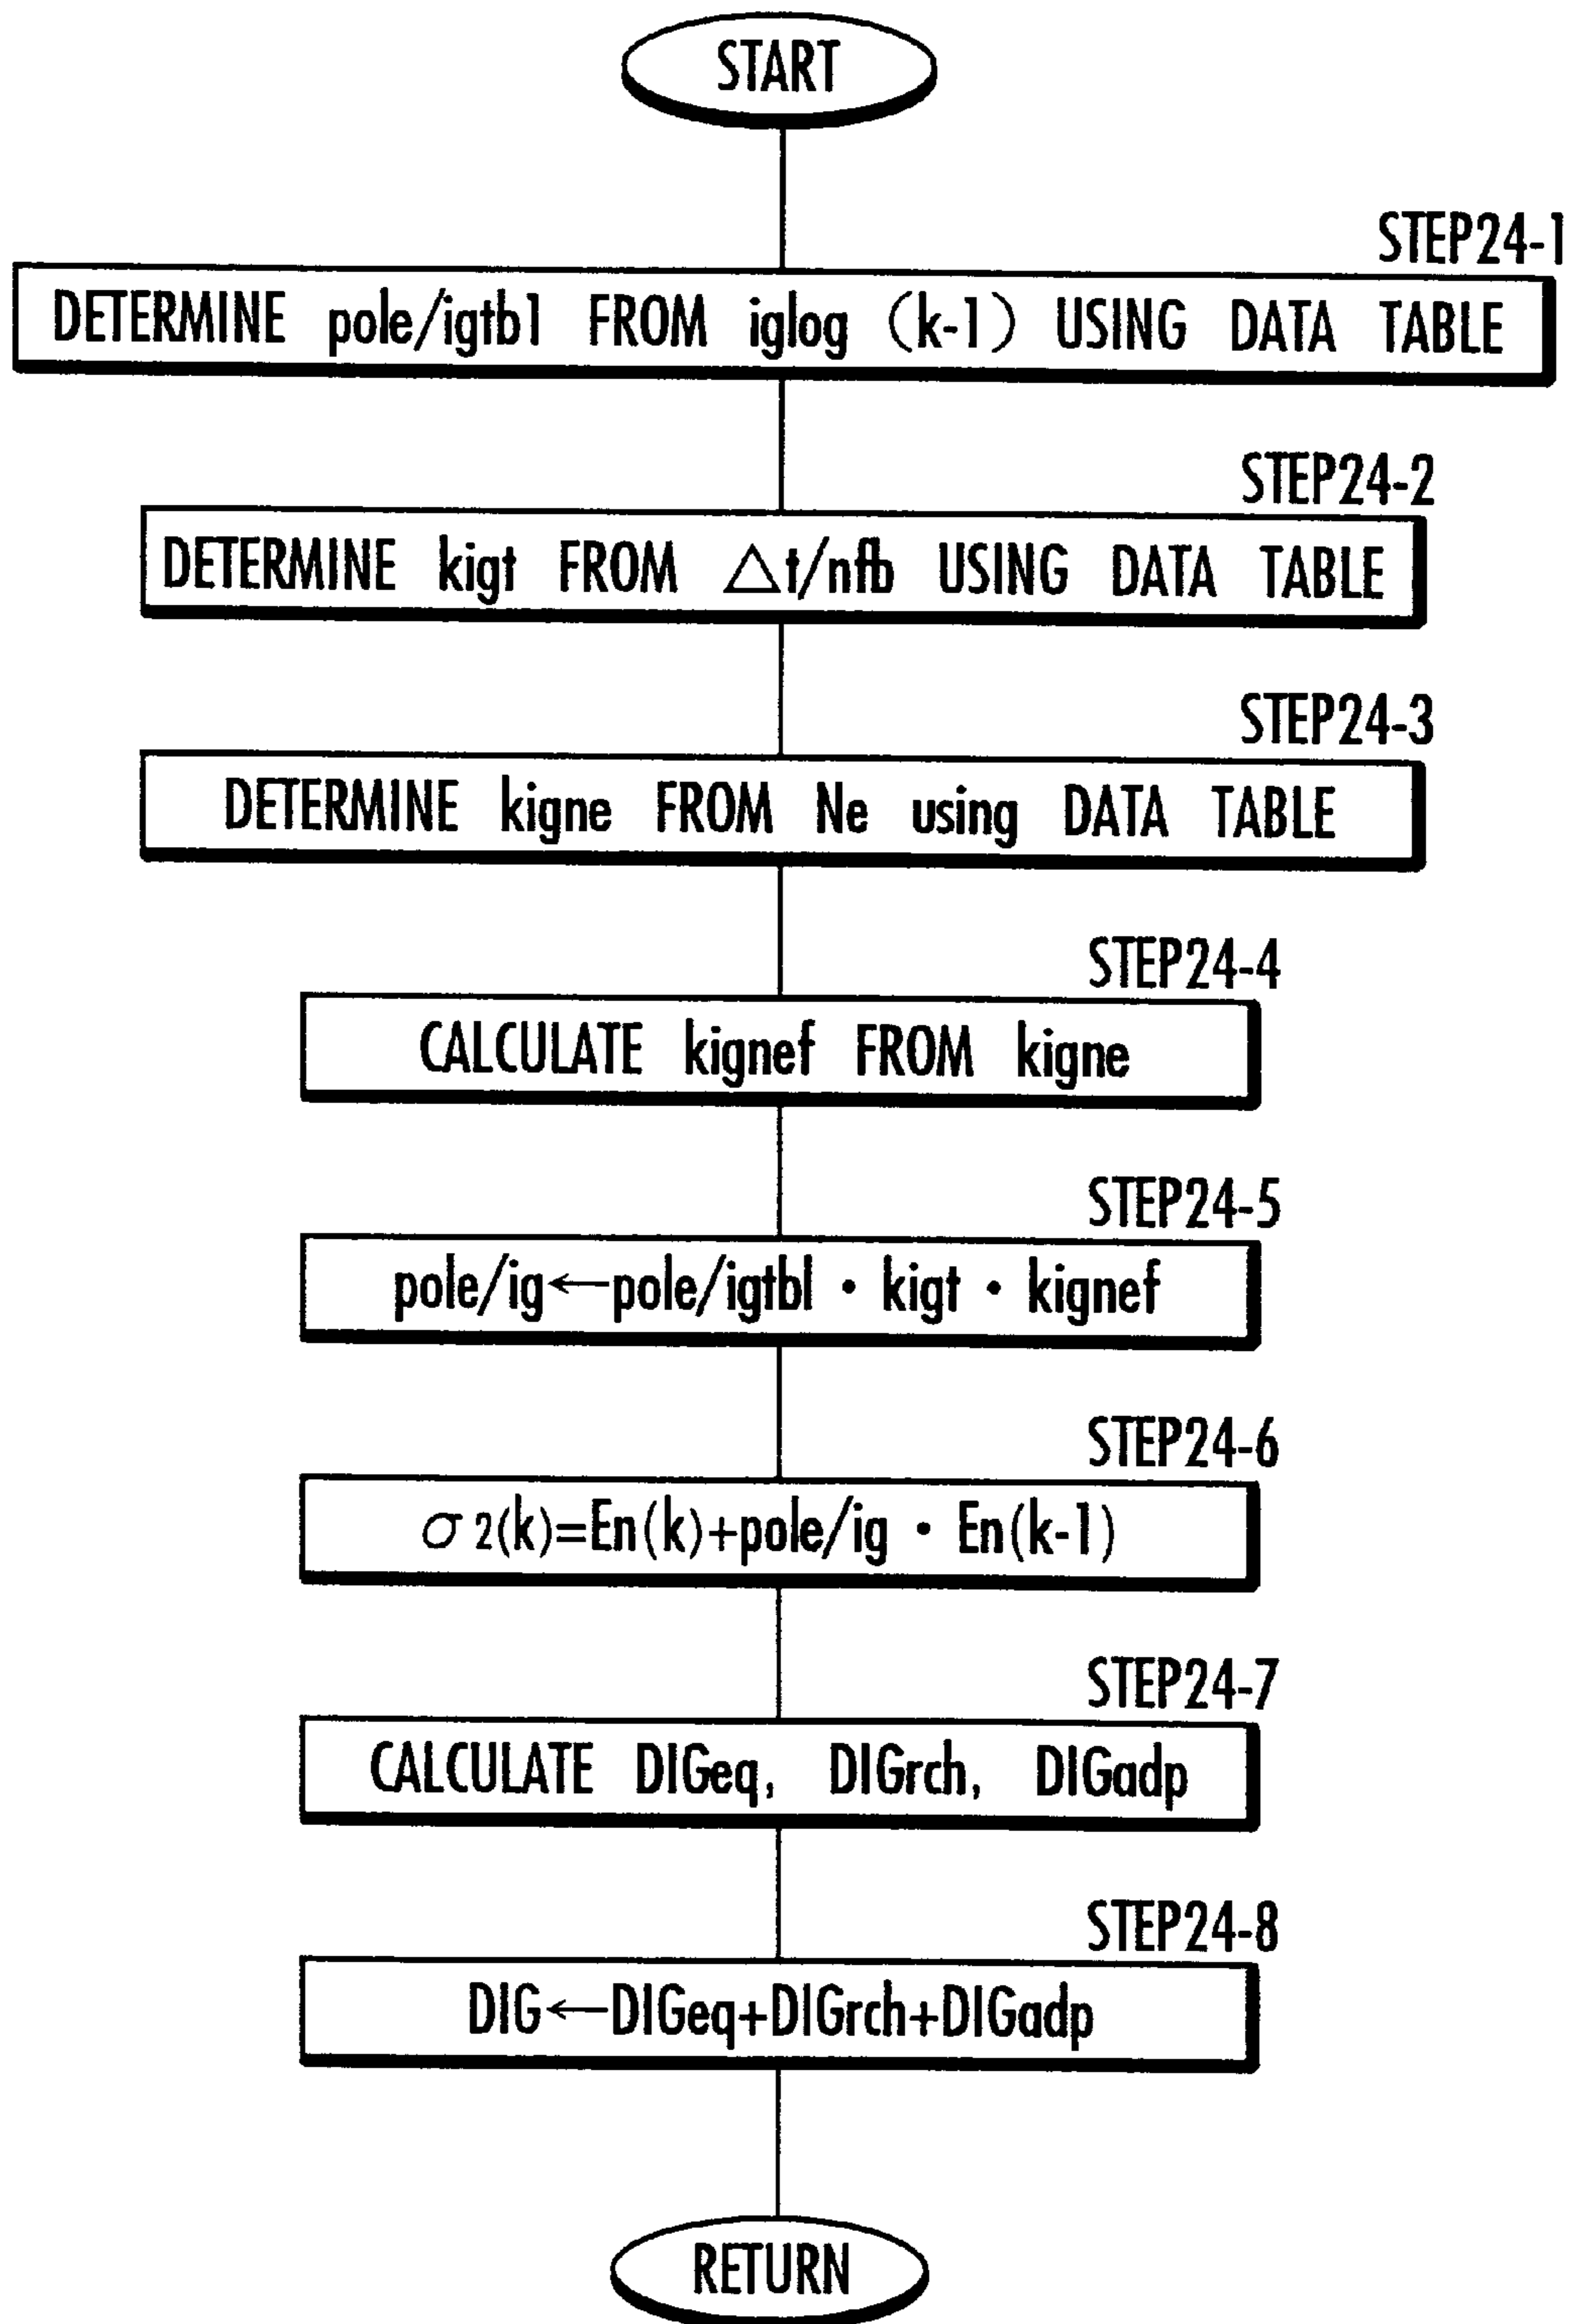 START
STEP24-1
DETERMINE pole/igtbl FROM iglog (k-1) USING DATA TABLE
STEP24-2
DETERMINE kigt FROM △t/nfb USING DATA TABLE
STEP24-3
DETERMINE kigne FROM Ne using DATA TABLE
STEP24-4
CALCULATE kignef FROM kigne
STEP24-5
pole/ig←pole/igtbl · kigt · kignef
STEP24-6
σ2(k)=En(k)+pole/ig · En(k-1)
STEP24-7
CALCULATE DIGeq, DIGrch, DIGadp
STEP24-8
DIG←DIGeq+DIGrch+DIGadp
RETURN